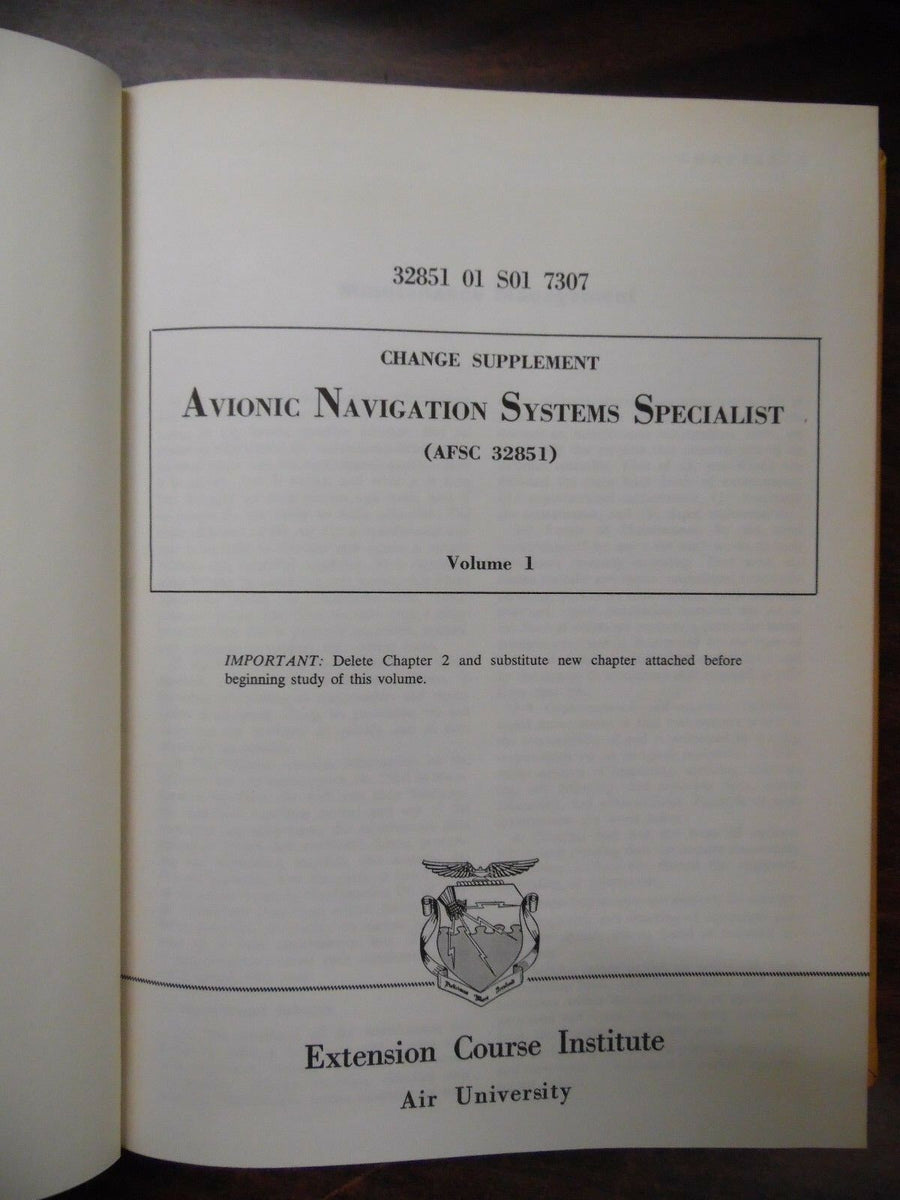 32851 01 S01 7307
CHANGE SUPPLEMENT
AVIONIC NAVIGATION SYSTEMS SPECIALIST
(AFSC 32851)
Volume 1
IMPORTANT: Delete Chapter 2 and substitute new chapter attached before
beginning study of this volume.
Extension Course Institute
Air University